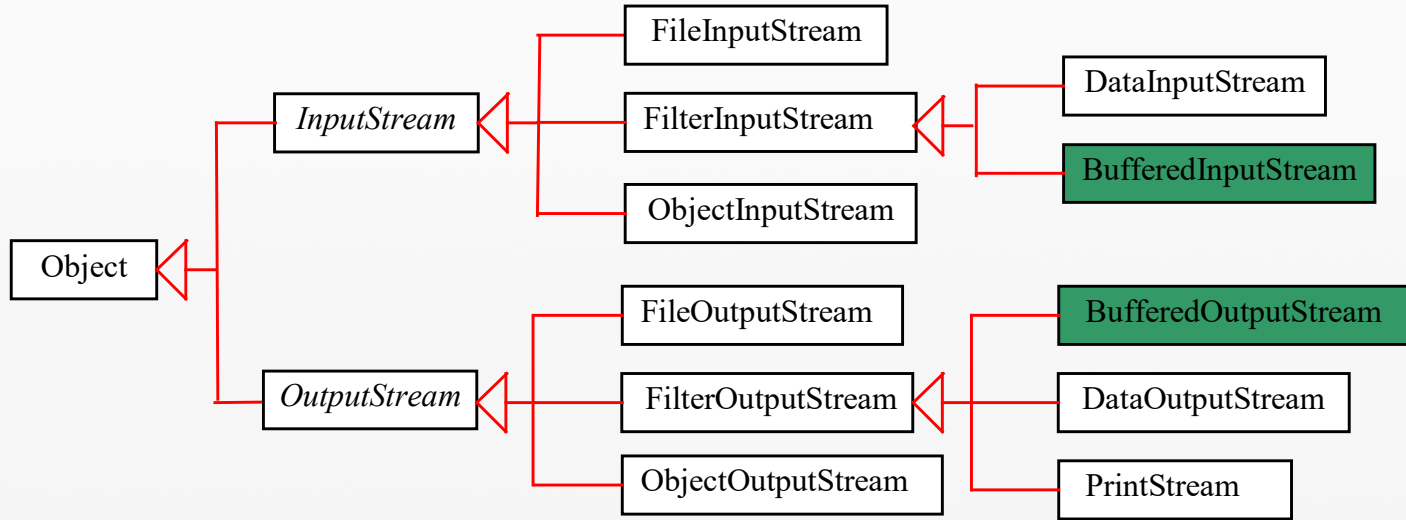 FileInputStream
DataInputStream
InputStream
FilterInputStream
BufferedInputStream
ObjectInputStream
Object
FileOutputStream
BufferedOutputStream
OutputStream
FilterOutputStream
DataOutputStream
ObjectOutputStream
PrintStream